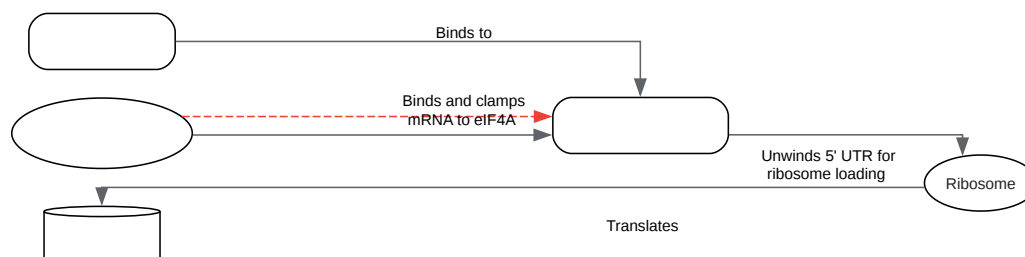 Binds to
Binds and clamps
mRNA to eIF4A
Unwinds 5' UTR for
ribosome loading
Ribosome
Translates